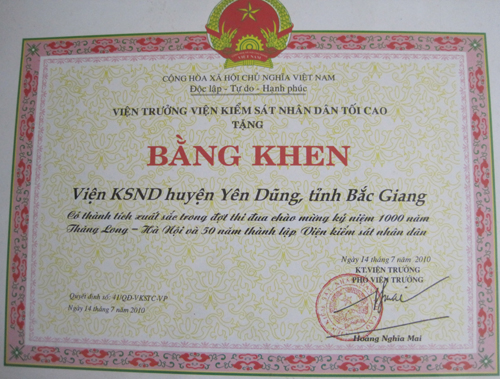 CỘNG HÒA XÃ HỘI CHỦ NGHĨA VIỆT NAM
Độc lập - Tự do - Hạnh phúc
VIỆN TRƯỞNG VIỆN KIỂM SÁT NHÂN DÂN TỐI CAO
TẶNG
BẰNG KHEN
Viện KSND huyện Yên Dũng, tỉnh Bắc Giang
Có thành tích xuất sắc trong đợt thi đua chào mừng kỷ niệm 1000 năm
Thăng Long - Hà Nội và 50 năm thành lập Viện kiểm sát nhân dân
Ngày 14 tháng 7 năm 2010
KT.VIỆN TRƯỞNG
PHÓ VIỆN TRƯỞNG
Quyết định số: 41/QĐ-VKSTC-VP
Ngày 14 tháng 7 năm 2010
Hoàng Nghĩa Mai